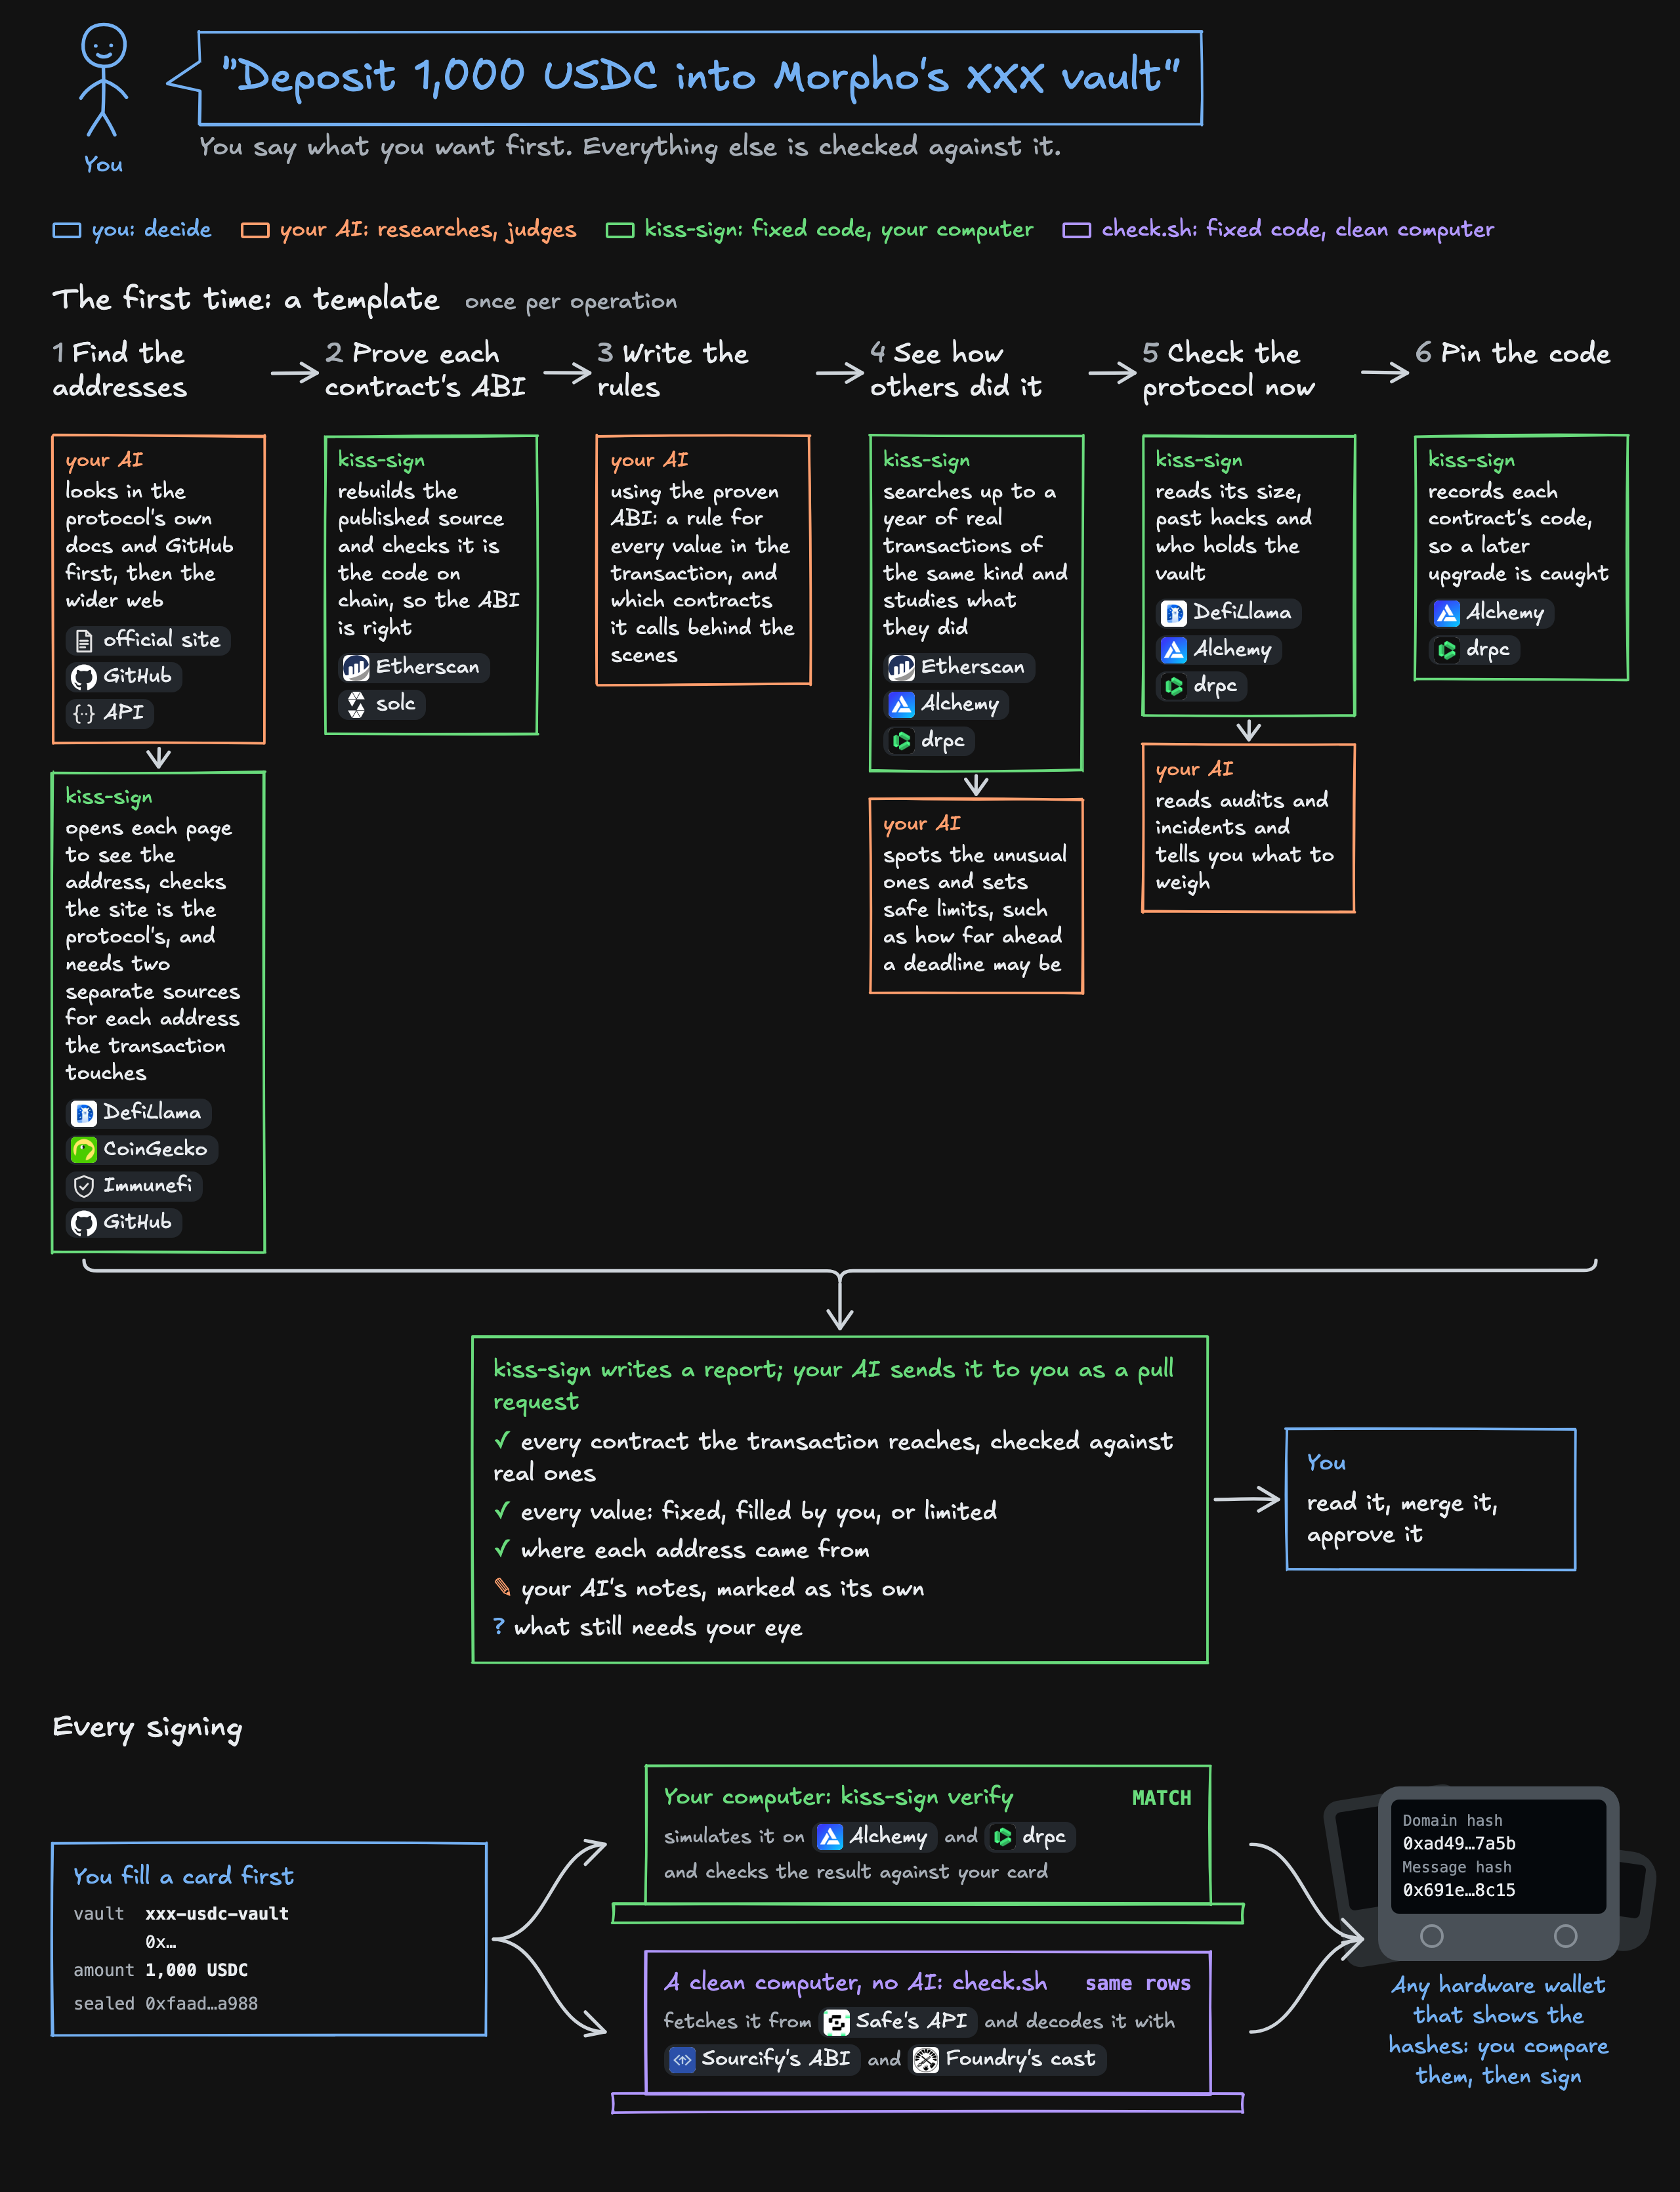 "Deposit 1,000 USDC into Morpho's XXX vault"
You say what you want first. Everything else is checked against it.
You
you: decide
your AI: researches, judges
kiss-sign: fixed code, your computer
check.sh: fixed code, clean computer
The first time: a template once per operation
1 Find the
addresses
2 Prove each
contract's ABI
3 Write the
rules
4 See how
others did it
5 Check the
protocol now
6 Pin the code
your AI
looks in the
protocol's own
docs and GitHub
first, then the
wider web
official site
GitHub
API
kiss-sign
opens each page
to see the
address, checks
the site is the
protocol's, and
needs two
separate sources
for each address
the transaction
touches
DefiLlama
CoinGecko
Immunefi
GitHub
kiss-sign
rebuilds the
published source
and checks it is
the code on
chain, so the ABI
is right
Etherscan
solc
your AI
using the proven
ABI: a rule for
every value in the
transaction, and
which contracts
it calls behind the
scenes
kiss-sign
searches up to a
year of real
transactions of
the same kind and
studies what
they did
Etherscan
Alchemy
drpc
your AI
spots the unusual
ones and sets
safe limits, such
as how far ahead
a deadline may be
kiss-sign
reads its size,
past hacks and
who holds the
vault
DefiLlama
Alchemy
drpc
your AI
reads audits and
incidents and
tells you what to
weigh
kiss-sign
records each
contract's code,
so a later
upgrade is caught
Alchemy
drpc
kiss-sign writes a report; your AI sends it to you as a pull
request
✓ every contract the transaction reaches, checked against
real ones
✓ every value: fixed, filled by you, or limited
✓ where each address came from
✎ your AI's notes, marked as its own
? what still needs your eye
You
read it, merge it,
approve it
Every signing
You fill a card first
vault xxx-usdc-vault
0x…
amount 1,000 USDC
sealed 0xfaad…a988
Your computer: kiss-sign verify MATCH
simulates it on Alchemy and drpc
and checks the result against your card
A clean computer, no AI: check.sh same rows
fetches it from Safe's API and decodes it with
Sourcify's ABI and Foundry's cast
Domain hash
0xad49…7a5b
Message hash
0x691e…8c15
Any hardware wallet
that shows the
hashes: you compare
them, then sign